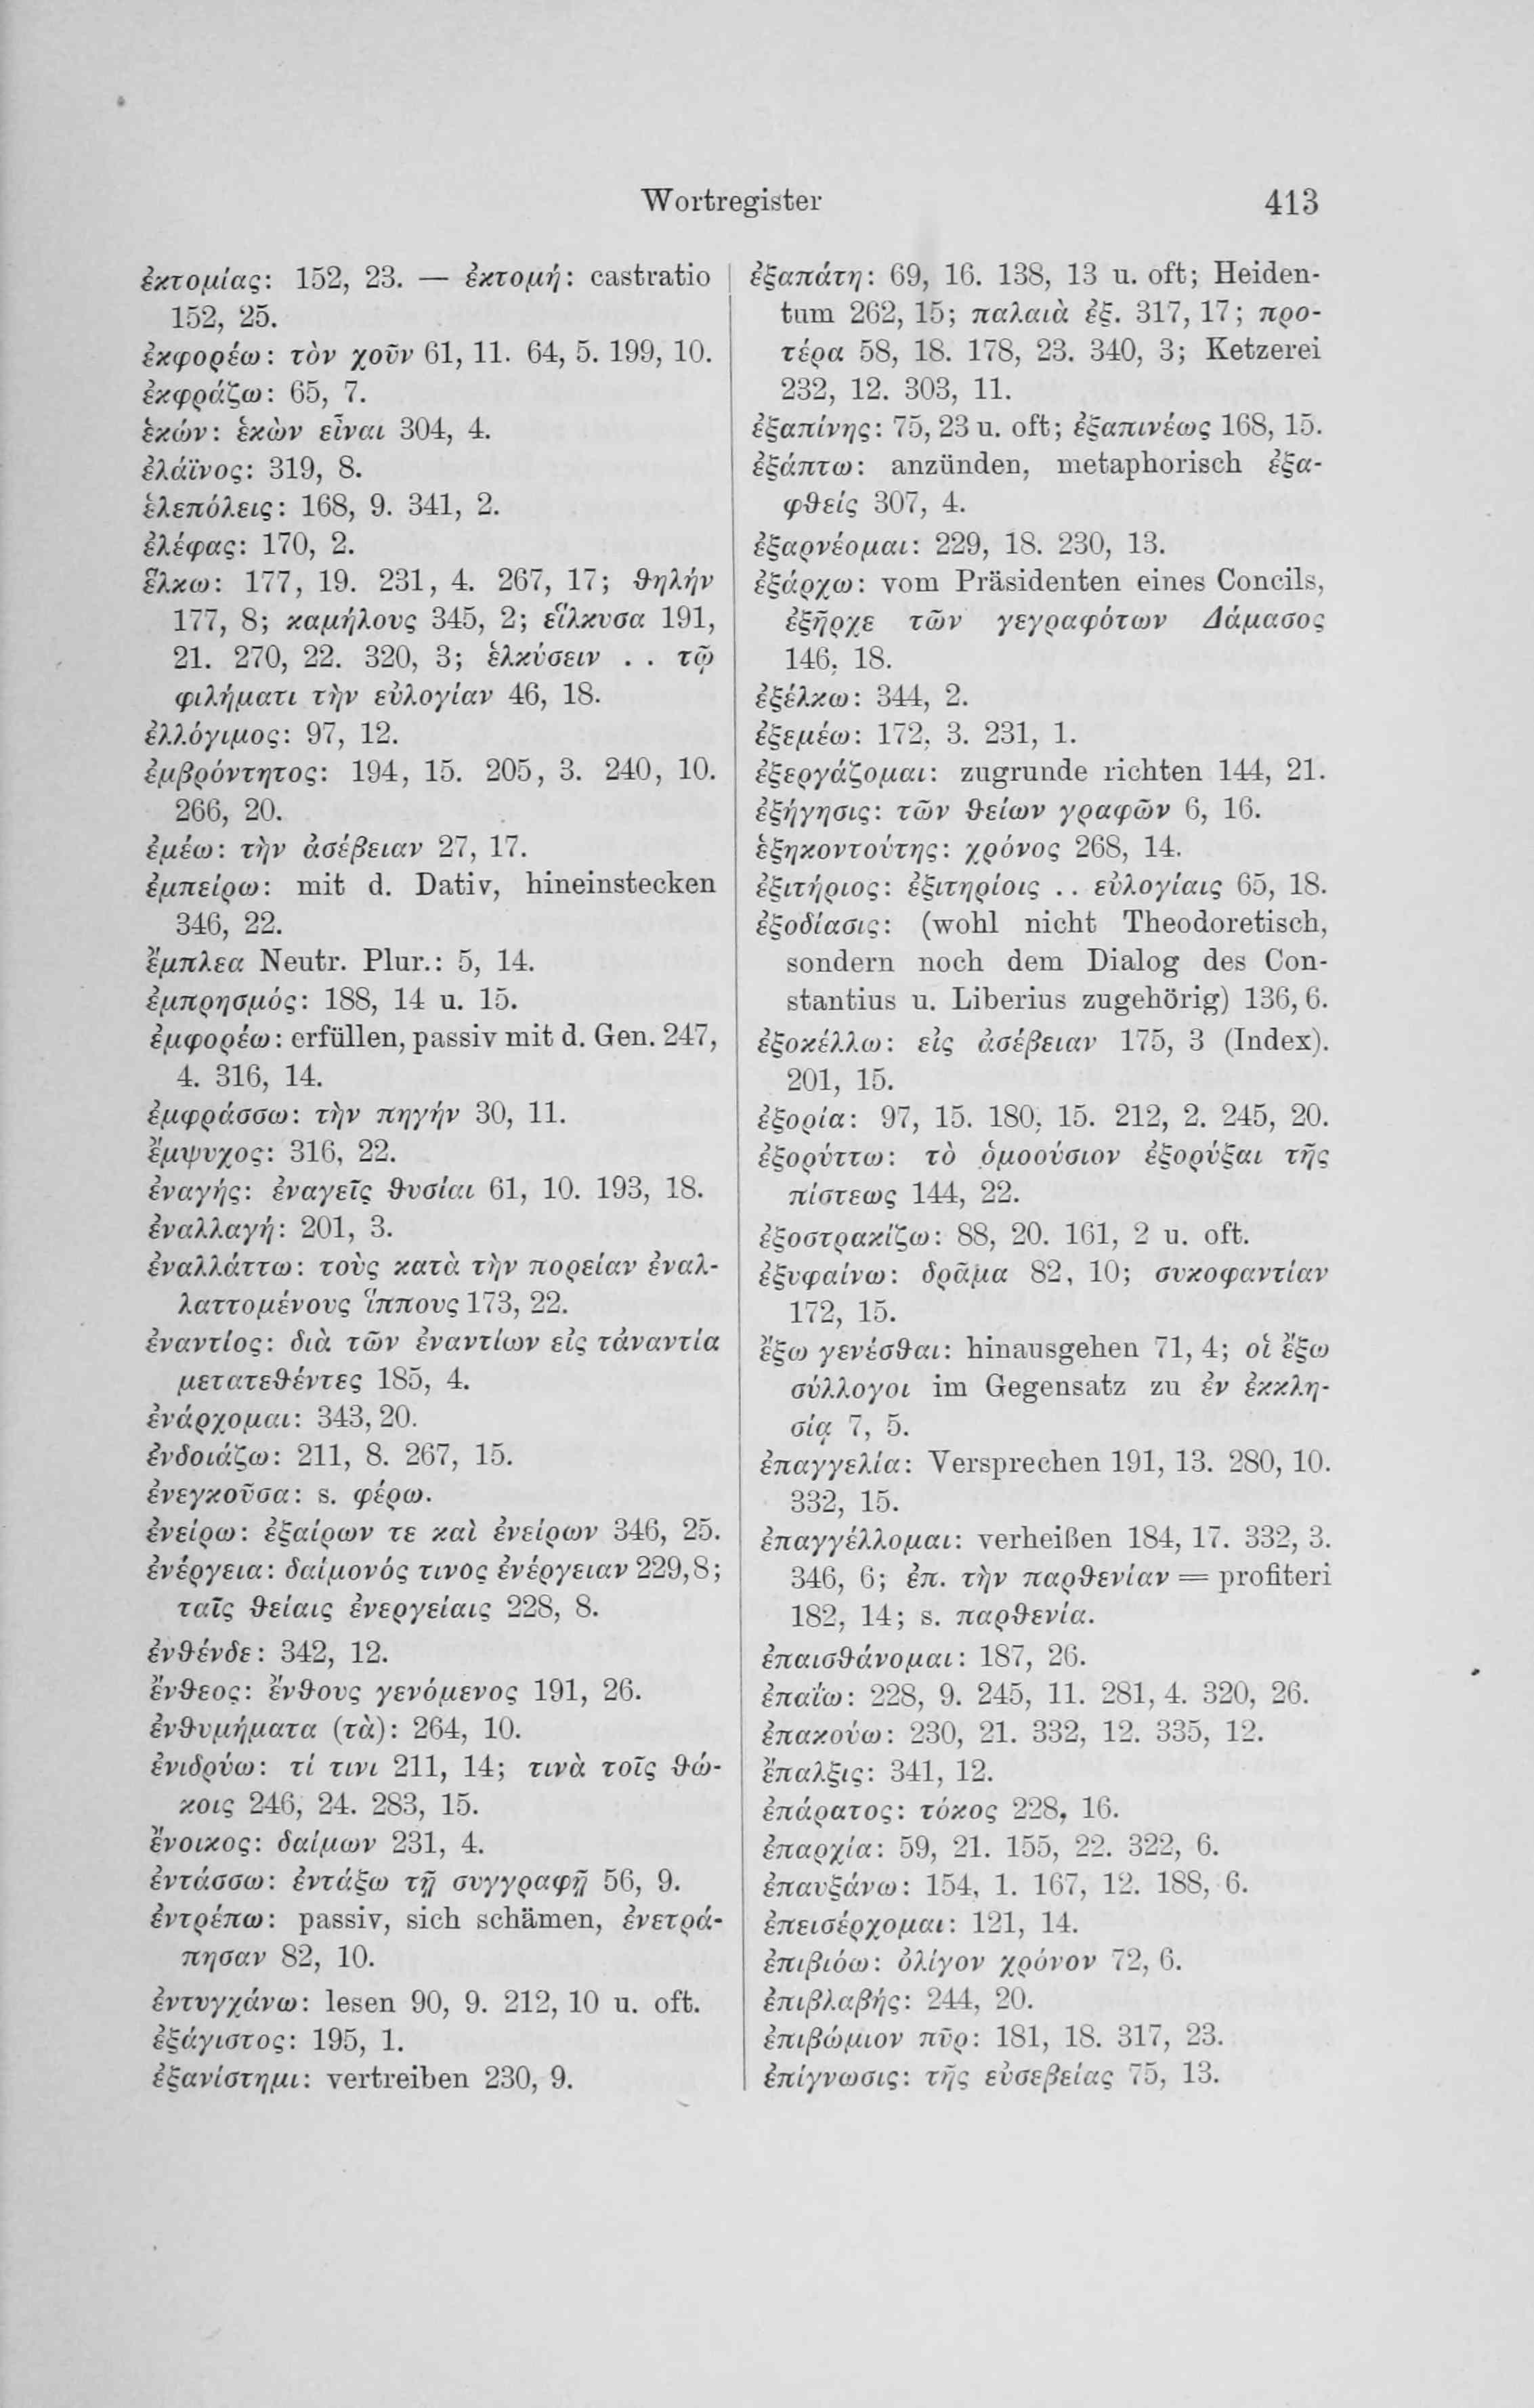 Wortregister 413
ἐκτομίας: 152, 23. — ἐκτομή: castratio
152, 25.
ἐκφορέω: τὸν χοῦν 61, 11. 64, 5. 199, 10.
ἐκφράζω: 65, 7.
ἑκών: ἑκὼν εἶναι 304, 4.
ἐλάϊνος: 319, 8.
ἑλεπόλεις: 168, 9. 341, 2.
ἐλέφας: 170, 2.
ἕλκω: 177, 19. 231, 4. 267, 17; θηλήν
177, 8; καμήλους 345, 2; εἵλκυσα 191,
21. 270, 22. 320, 3; ἑλκύσειν . . τῷ
φιλήματι τὴν εὐλογίαν 46, 18.
ἐλλόγιμος: 97, 12.
ἐμβρόντητος: 194, 15. 205, 3. 240, 10.
266, 20.
ἐμέω: τὴν ἀσέβειαν 27, 17.
ἐμπείρω: mit d. Dativ, hineinstecken
346, 22.
ἔμπλεα Neutr. Plur.: 5, 14.
ἐμπρησμός: 188, 14 u. 15.
ἐμφορέω: erfüllen, passiv mit d. Gen. 247,
4. 316, 14.
ἐμφράσσω: τὴν πηγήν 30, 11.
ἔμψυχος: 316, 22.
ἐναγής: ἐναγεῖς θυσίαι 61, 10. 193, 18.
ἐναλλαγή: 201, 3.
ἐναλλάττω: τοὺς κατὰ τὴν πορείαν ἐναλ-
λαττομένους ἵππους 173, 22.
ἐναντίος: διὰ τῶν ἐναντίων εἰς τἀναντία
μετατεθέντες 185, 4.
ἐνάρχομαι: 343, 20.
ἐνδοιάζω: 211, 8. 267, 15.
ἐνεγκοῦσα: s. φέρω.
ἐνείρω: ἐξαίρων τε καὶ ἐνείρων 346, 25.
ἐνέργεια: δαίμονός τινος ἐνέργειαν 229, 8;
ταῖς θείαις ἐνεργείαις 228, 8.
ἐνθένδε: 342, 12.
ἔνθεος: ἔνθους γενόμενος 191, 26.
ἐνθυμήματα (τὰ): 264, 10.
ἐνιδρύω: τί τινι 211, 14; τινὰ τοῖς θώ-
κοις 246, 24. 283, 15.
ἔνοικος: δαίμων 231, 4.
ἐντάσσω: ἐντάξω τῇ συγγραφῇ 56, 9.
ἐντρέπω: passiv, sich schämen, ἐνετρά-
πησαν 82, 10.
ἐντυγχάνω: lesen 90, 9. 212, 10 u. oft.
ἐξάγιστος: 195, 1.
ἐξανίστημι: vertreiben 230, 9.
ἐξαπάτη: 69, 16. 138, 13 u. oft; Heiden-
tum 262, 15; παλαιὰ ἐξ. 317, 17; προ-
τέρα 58, 18. 178, 23. 340, 3; Ketzerei
232, 12. 303, 11.
ἐξαπίνης: 75, 23 u. oft; ἐξαπινέως 168, 15.
ἐξάπτω: anzünden, metaphorisch ἐξα-
φθείς 307, 4.
ἐξαρνέομαι: 229, 18. 230, 13.
ἐξάρχω: vom Präsidenten eines Concils,
ἐξῆρχε τῶν γεγραφότων Δάμασος
146, 18.
ἐξέλκω: 344, 2.
ἐξεμέω: 172, 3. 231, 1.
ἐξεργάζομαι: zugrunde richten 144, 21.
ἐξήγησις: τῶν θείων γραφῶν 6, 16.
ἑξηκοντούτης: χρόνος 268, 14.
ἐξιτήριος: ἐξιτηρίοις .. εὐλογίαις 65, 18.
ἐξοδίασις: (wohl nicht Theodoretisch,
sondern noch dem Dialog des Con-
stantius u. Liberius zugehörig) 136, 6.
ἐξοκέλλω: εἰς ἀσέβειαν 175, 3 (Index).
201, 15.
ἐξορία: 97, 15. 180, 15. 212, 2. 245, 20.
ἐξορύττω: τὸ ὁμοούσιον ἐξορύξαι τῆς
πίστεως 144, 22.
ἐξοστρακίζω: 88, 20. 161, 2 u. oft.
ἐξυφαίνω: δρᾶμα 82, 10; συκοφαντίαν
172, 15.
ἔξω γενέσθαι: hinausgehen 71, 4; οἱ ἔξω
σύλλογοι im Gegensatz zu ἐν ἐκκλη-
σίᾳ 7, 5.
ἐπαγγελία: Versprechen 191, 13. 280, 10.
332, 15.
ἐπαγγέλλομαι: verheißen 184, 17. 332, 3.
346, 6; ἐπ. τὴν παρθενίαν = profiteri
182, 14; s. παρθενία.
ἐπαισθάνομαι: 187, 26.
ἐπαΐω: 228, 9. 245, 11. 281, 4. 320, 26.
ἐπακούω: 230, 21. 332, 12. 335, 12.
ἔπαλξις: 341, 12.
ἐπάρατος: τόκος 228, 16.
ἐπαρχία: 59, 21. 155, 22. 322, 6.
ἐπαυξάνω: 154, 1. 167, 12. 188, 6.
ἐπεισέρχομαι: 121, 14.
ἐπιβιόω: ὀλίγον χρόνον 72, 6.
ἐπιβλαβής: 244, 20.
ἐπιβώμιον πῦρ: 181, 18. 317, 23.
ἐπίγνωσις: τῆς εὐσεβείας 75, 13.